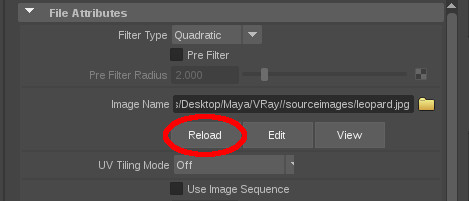 File Attributes
Filter Type Quadratic
Pre Filter
Pre Filter Radius 2.000
Image Name s/Desktop/Maya/VRay//sourceimages/leopard.jpg
Reload Edit View
UV Tiling Mode Off
Use Image Sequence